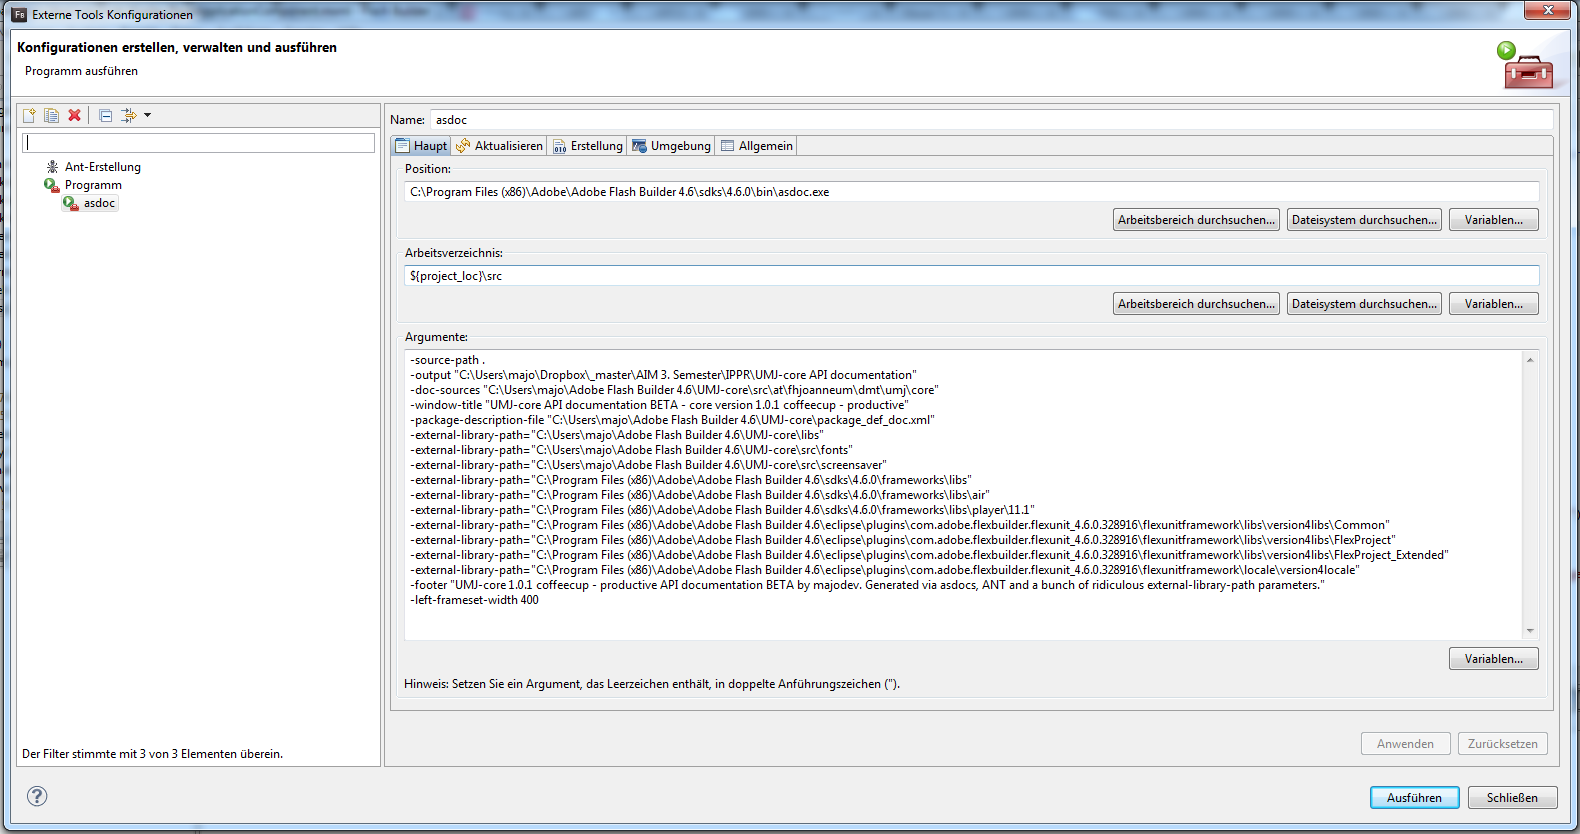 Fb Externe Tools Konfigurationen
Konfigurationen erstellen, verwalten und ausführen
Programm ausführen
Name: asdoc
Haupt Aktualisieren Erstellung Umgebung Allgemein
Ant-Erstellung
Programm
asdoc
Position:
C:\Program Files (x86)\Adobe\Adobe Flash Builder 4.6\sdks\4.6.0\bin\asdoc.exe
Arbeitsbereich durchsuchen... Dateisystem durchsuchen... Variablen...
Arbeitsverzeichnis:
${project_loc}\src
Arbeitsbereich durchsuchen... Dateisystem durchsuchen... Variablen...
Argumente:
-source-path .
-output "C:\Users\majo\Dropbox\_master\AIM 3. Semester\IPPR\UMJ-core API documentation"
-doc-sources "C:\Users\majo\Adobe Flash Builder 4.6\UMJ-core\src\at\fhjoanneum\dmt\umj\core"
-window-title "UMJ-core API documentation BETA - core version 1.0.1 coffeecup - productive"
-package-description-file "C:\Users\majo\Adobe Flash Builder 4.6\UMJ-core\package_def_doc.xml"
-external-library-path="C:\Users\majo\Adobe Flash Builder 4.6\UMJ-core\libs"
-external-library-path="C:\Users\majo\Adobe Flash Builder 4.6\UMJ-core\src\fonts"
-external-library-path="C:\Users\majo\Adobe Flash Builder 4.6\UMJ-core\src\screensaver"
-external-library-path="C:\Program Files (x86)\Adobe\Adobe Flash Builder 4.6\sdks\4.6.0\frameworks\libs"
-external-library-path="C:\Program Files (x86)\Adobe\Adobe Flash Builder 4.6\sdks\4.6.0\frameworks\libs\air"
-external-library-path="C:\Program Files (x86)\Adobe\Adobe Flash Builder 4.6\sdks\4.6.0\frameworks\libs\player\11.1"
-external-library-path="C:\Program Files (x86)\Adobe\Adobe Flash Builder 4.6\eclipse\plugins\com.adobe.flexbuilder.flexunit_4.6.0.328916\flexunitframework\libs\version4libs\Common"
-external-library-path="C:\Program Files (x86)\Adobe\Adobe Flash Builder 4.6\eclipse\plugins\com.adobe.flexbuilder.flexunit_4.6.0.328916\flexunitframework\libs\version4libs\FlexProject"
-external-library-path="C:\Program Files (x86)\Adobe\Adobe Flash Builder 4.6\eclipse\plugins\com.adobe.flexbuilder.flexunit_4.6.0.328916\flexunitframework\libs\version4libs\FlexProject_Extended"
-external-library-path="C:\Program Files (x86)\Adobe\Adobe Flash Builder 4.6\eclipse\plugins\com.adobe.flexbuilder.flexunit_4.6.0.328916\flexunitframework\locale\version4locale"
-footer "UMJ-core 1.0.1 coffeecup - productive API documentation BETA by majodev. Generated via asdocs, ANT and a bunch of ridiculous external-library-path parameters."
-left-frameset-width 400
Variablen...
Hinweis: Setzen Sie ein Argument, das Leerzeichen enthält, in doppelte Anführungszeichen (").
Der Filter stimmte mit 3 von 3 Elementen überein.
Anwenden Zurücksetzen
Ausführen Schließen